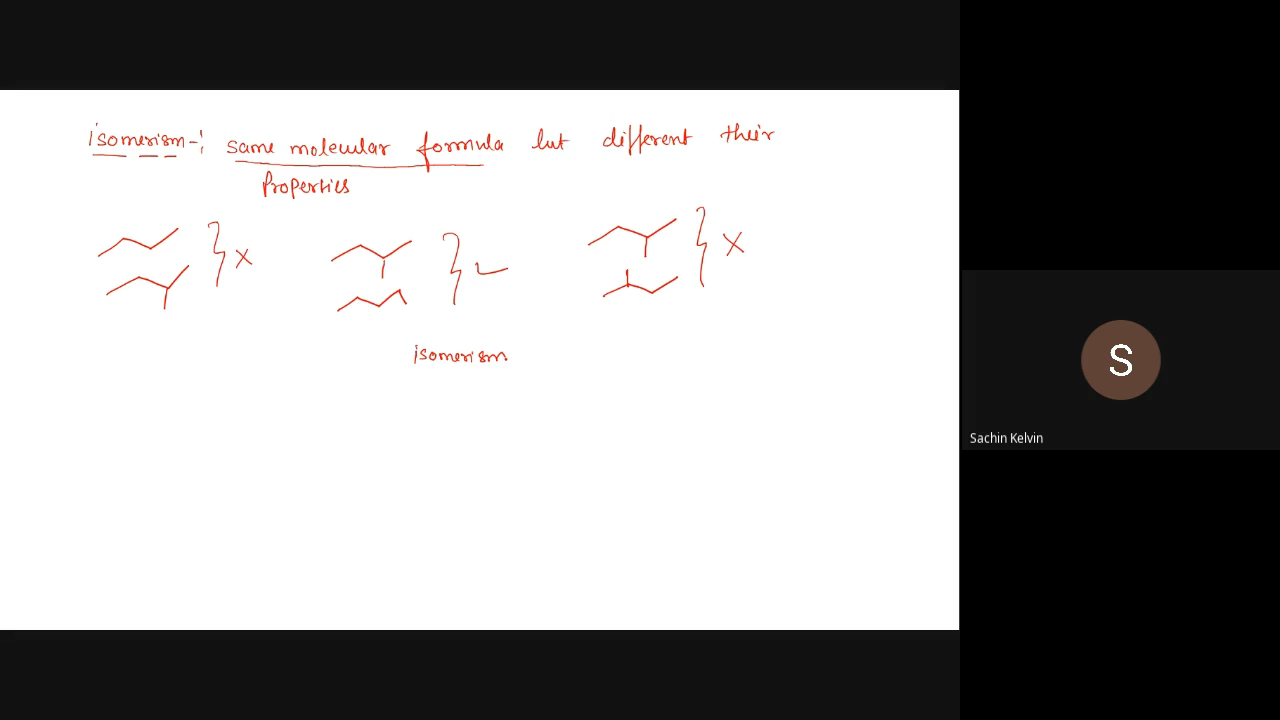 isomerism-: same molecular formula but different their
Properties
x
x
isomerism.
S
Sachin Kelvin